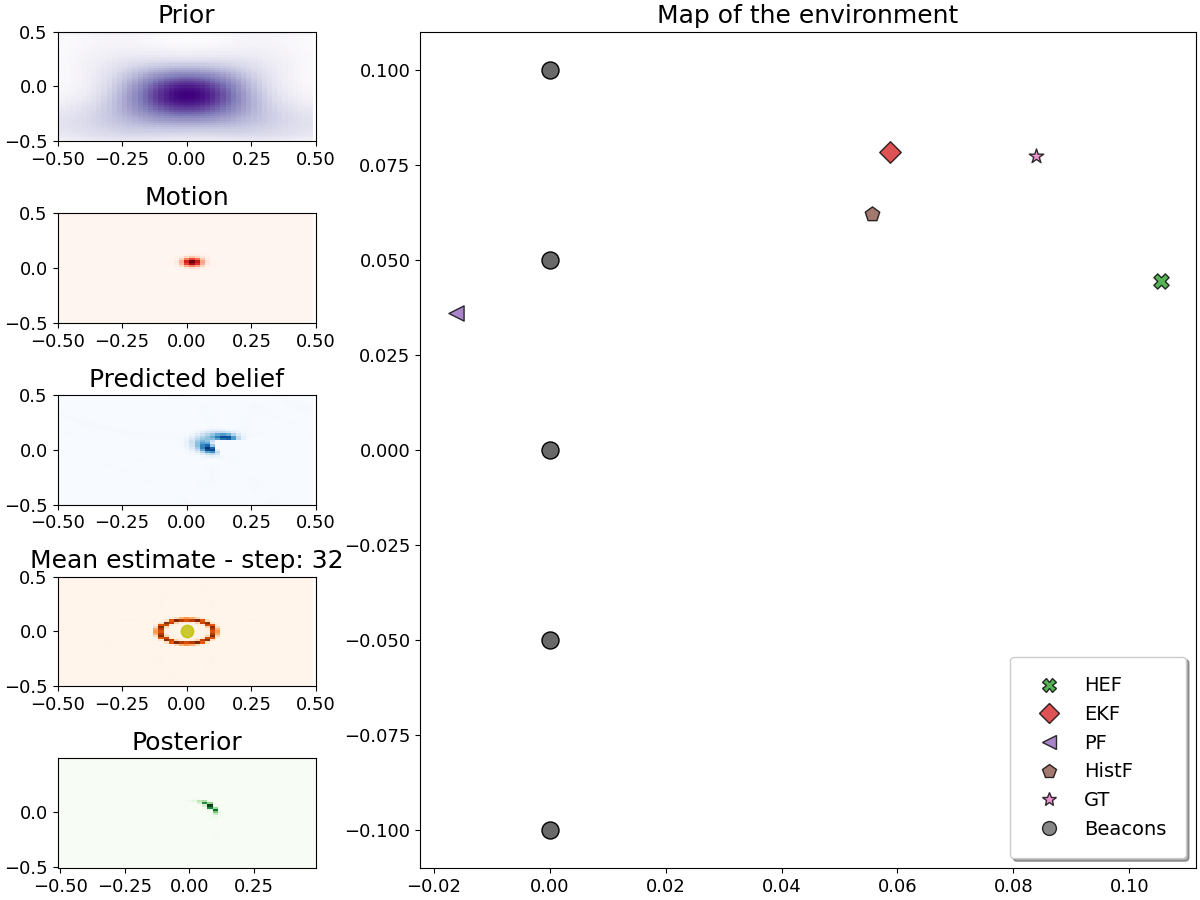 Prior
0.5
0.0
−0.5
−0.50 −0.25 0.00 0.25 0.50
Motion
0.5
0.0
−0.5
−0.50 −0.25 0.00 0.25 0.50
Predicted belief
0.5
0.0
−0.5
−0.50 −0.25 0.00 0.25 0.50
Mean estimate - step: 32
0.5
0.0
−0.5
−0.50 −0.25 0.00 0.25 0.50
Posterior
0.0
−0.5
−0.50 −0.25 0.00 0.25
Map of the environment
0.100
0.075
0.050
0.025
0.000
−0.025
−0.050
−0.075
−0.100
−0.02 0.00 0.02 0.04 0.06 0.08 0.10
HEF
EKF
PF
HistF
GT
Beacons